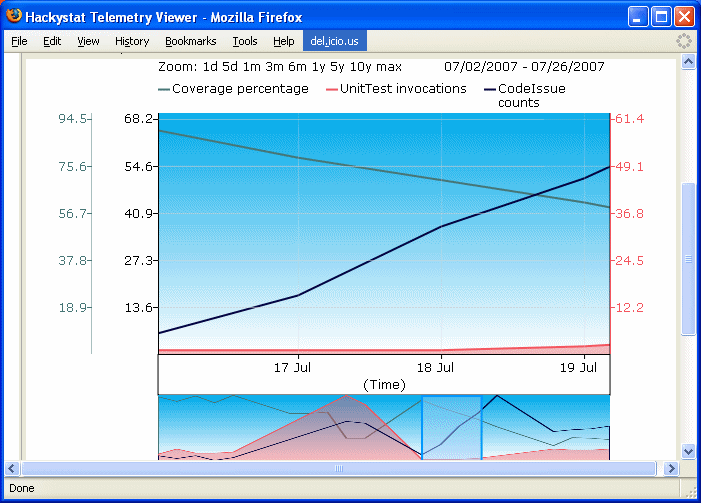 Hackystat Telemetry Viewer - Mozilla Firefox
File Edit View History Bookmarks Tools Help del.icio.us
Zoom: 1d 5d 1m 3m 6m 1y 5y 10y max 07/02/2007 - 07/26/2007
Coverage percentage UnitTest invocations CodeIssue
counts
94.5 68.2 61.4
75.6 54.6 49.1
56.7 40.9 36.8
37.8 27.3 24.5
18.9 13.6 12.2
17 Jul 18 Jul 19 Jul
(Time)
Done